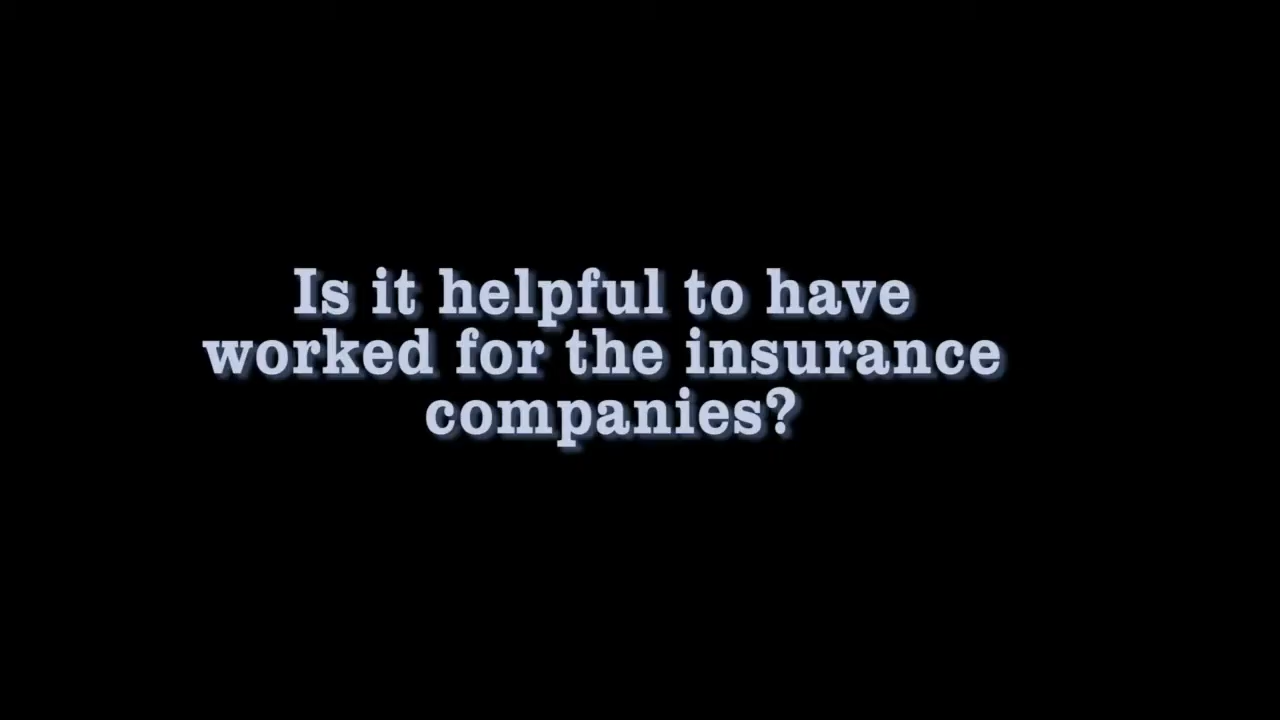 Is it helpful to have
worked for the insurance
companies?